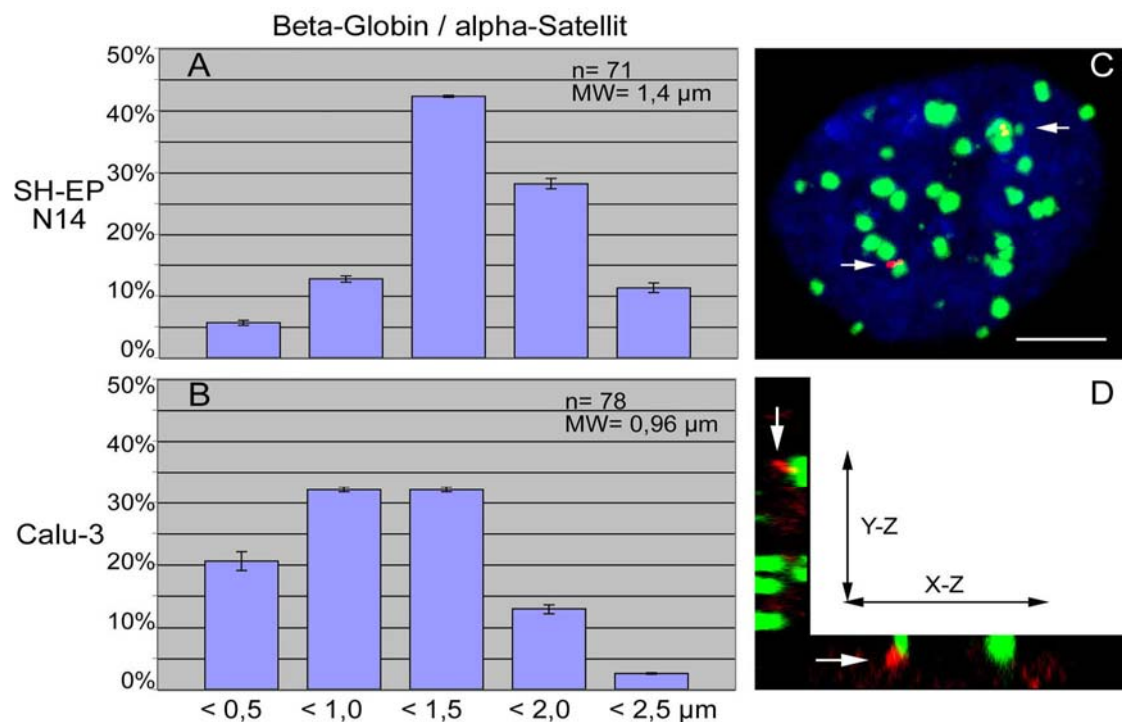 Beta-Globin / alpha-Satellit
SH-EP
N14
50%
40%
30%
20%
10%
0%
A
n= 71
MW= 1,4 µm
C
Calu-3
50%
40%
30%
20%
10%
0%
B
n= 78
MW= 0,96 µm
< 0,5 < 1,0 < 1,5 < 2,0 < 2,5 µm
D
Y-Z
X-Z